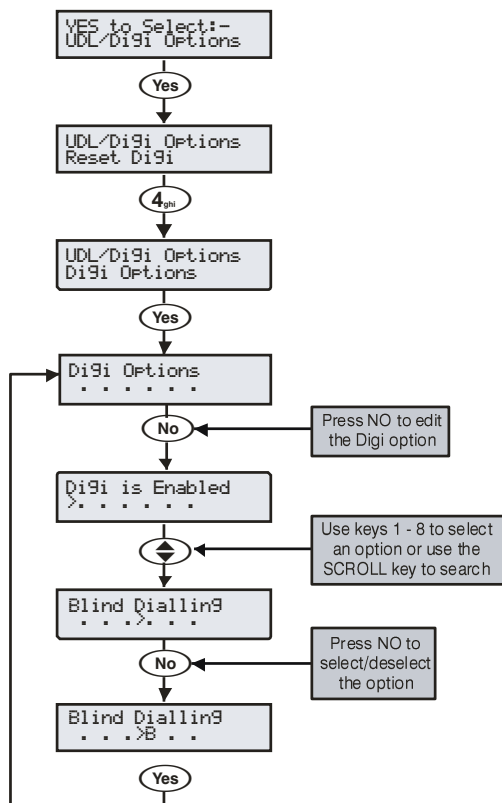 YES to Select:-
UDL/Digi Options
Yes
UDL/Digi Options
Reset Digi
4ghi
UDL/Digi Options
Digi Options
Yes
Digi Options
. . . . . .
No
Press NO to edit
the Digi option
Digi is Enabled
>. . . . . .
Use keys 1 - 8 to select
an option or use the
SCROLL key to search
Blind Dialling
. . .>. . .
No
Press NO to
select/deselect
the option
Blind Dialling
. . .>B . .
Yes